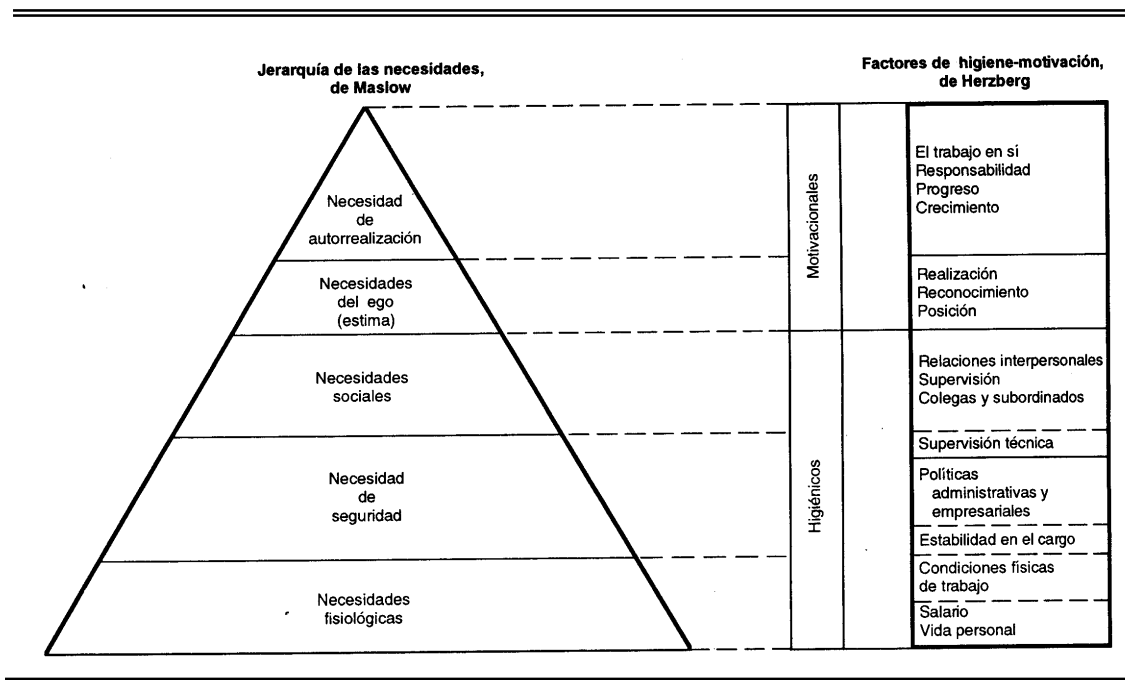 Jerarquía de las necesidades,
de Maslow
Factores de higiene-motivación,
de Herzberg
Necesidad
de
autorrealización
Necesidades
del ego
(estima)
Necesidades
sociales
Necesidad
de
seguridad
Necesidades
fisiológicas
Motivacionales
Higiénicos
El trabajo en sí
Responsabilidad
Progreso
Crecimiento
Realización
Reconocimiento
Posición
Relaciones interpersonales
Supervisión
Colegas y subordinados
Supervisión técnica
Políticas
administrativas y
empresariales
Estabilidad en el cargo
Condiciones físicas
de trabajo
Salario
Vida personal